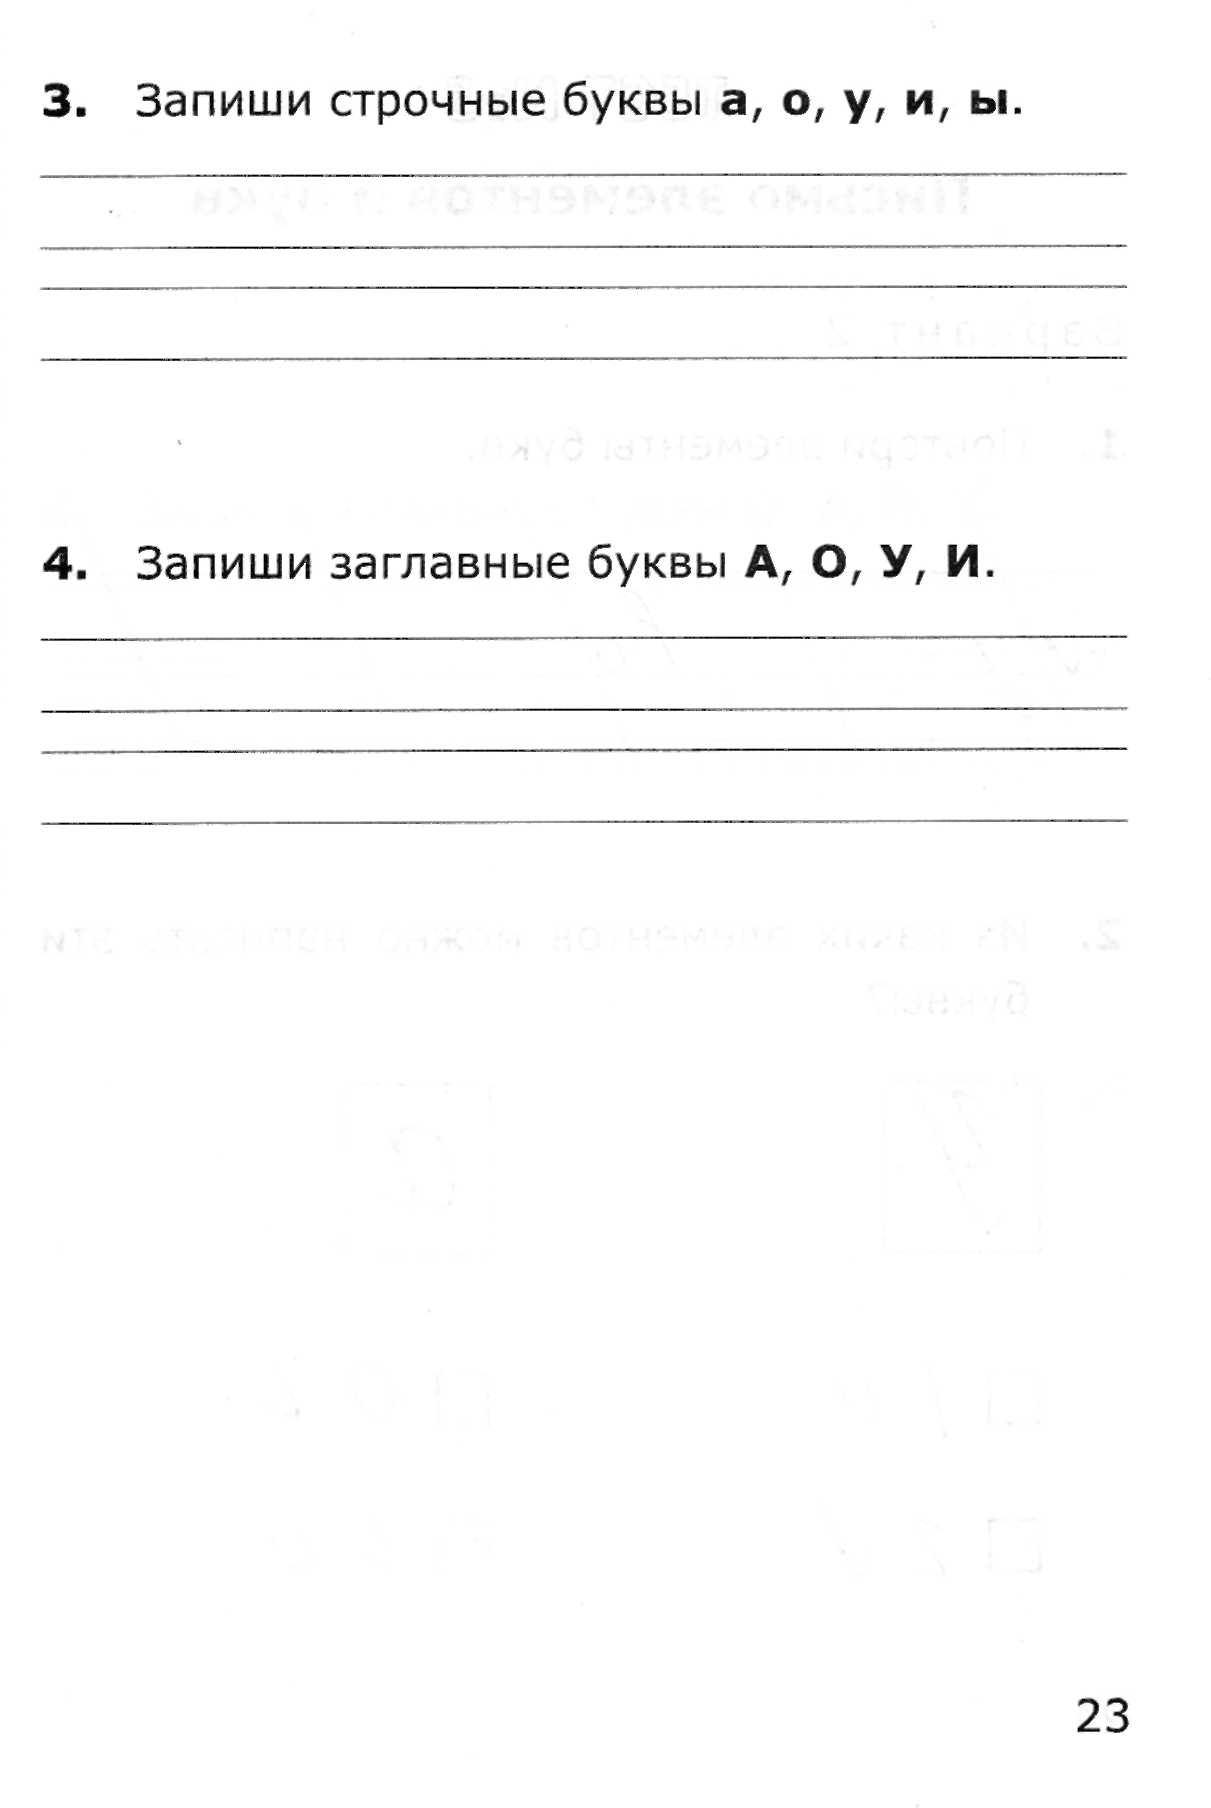 3. Запиши строчные буквы а, о, у, и, ы.
4. Запиши заглавные буквы А, О, У, И.
23